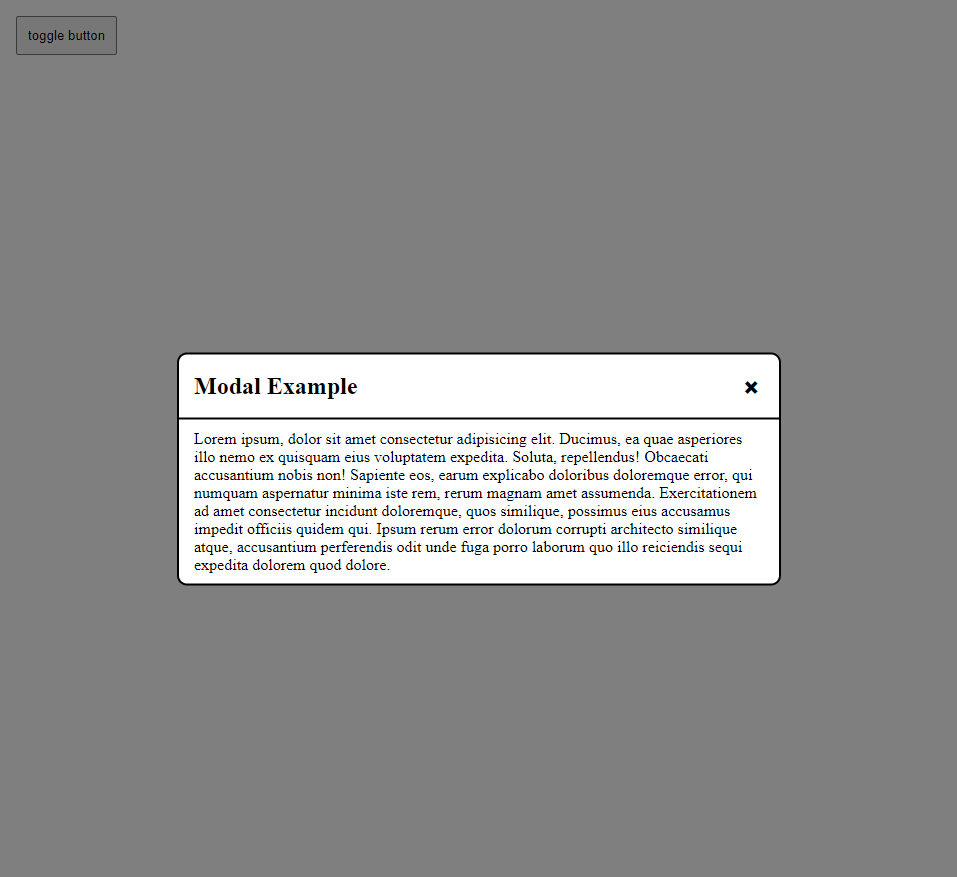 toggle button
Modal Example
Lorem ipsum, dolor sit amet consectetur adipisicing elit. Ducimus, ea quae asperiores
illo nemo ex quisquam eius voluptatem expedita. Soluta, repellendus! Obcaecati
accusantium nobis non! Sapiente eos, earum explicabo doloribus doloremque error, qui
numquam aspernatur minima iste rem, rerum magnam amet assumenda. Exercitationem
ad amet consectetur incidunt doloremque, quos similique, possimus eius accusamus
impedit officiis quidem qui. Ipsum rerum error dolorum corrupti architecto similique
atque, accusantium perferendis odit unde fuga porro laborum quo illo reiciendis sequi
expedita dolorem quod dolore.